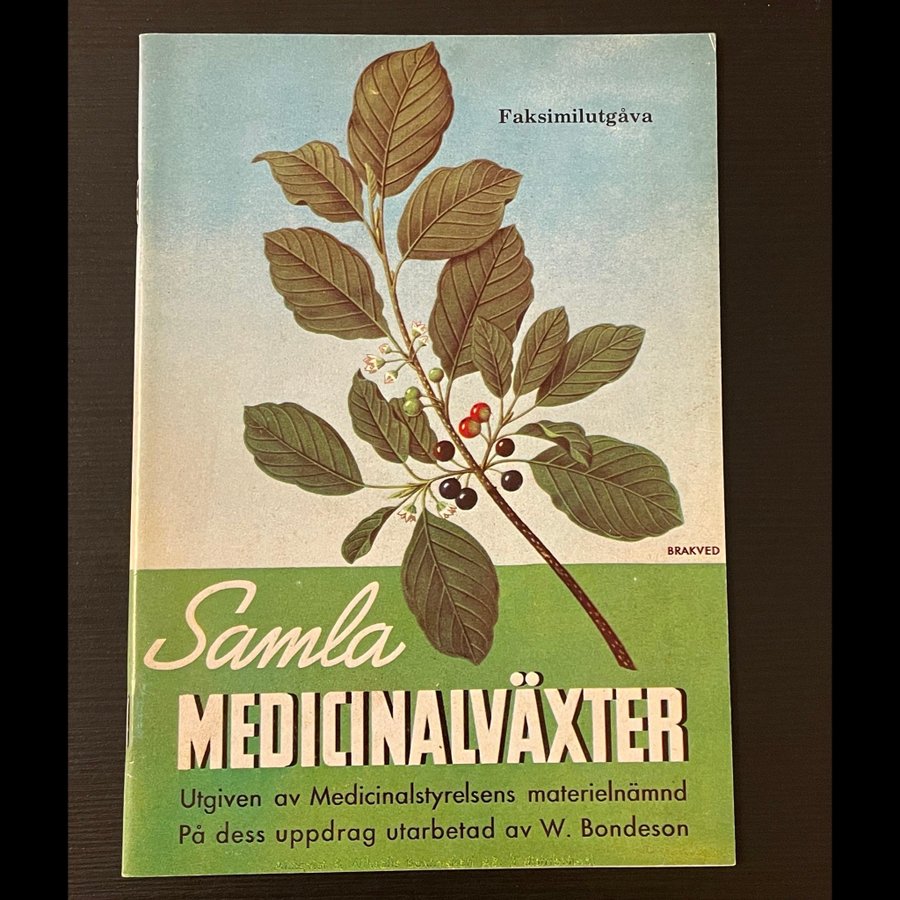 Faksimilutgåva
BRAKVED
Samla
MEDICINALVÄXTER
Utgiven av Medicinalstyrelsens materielnämnd
På dess uppdrag utarbetad av W. Bondeson